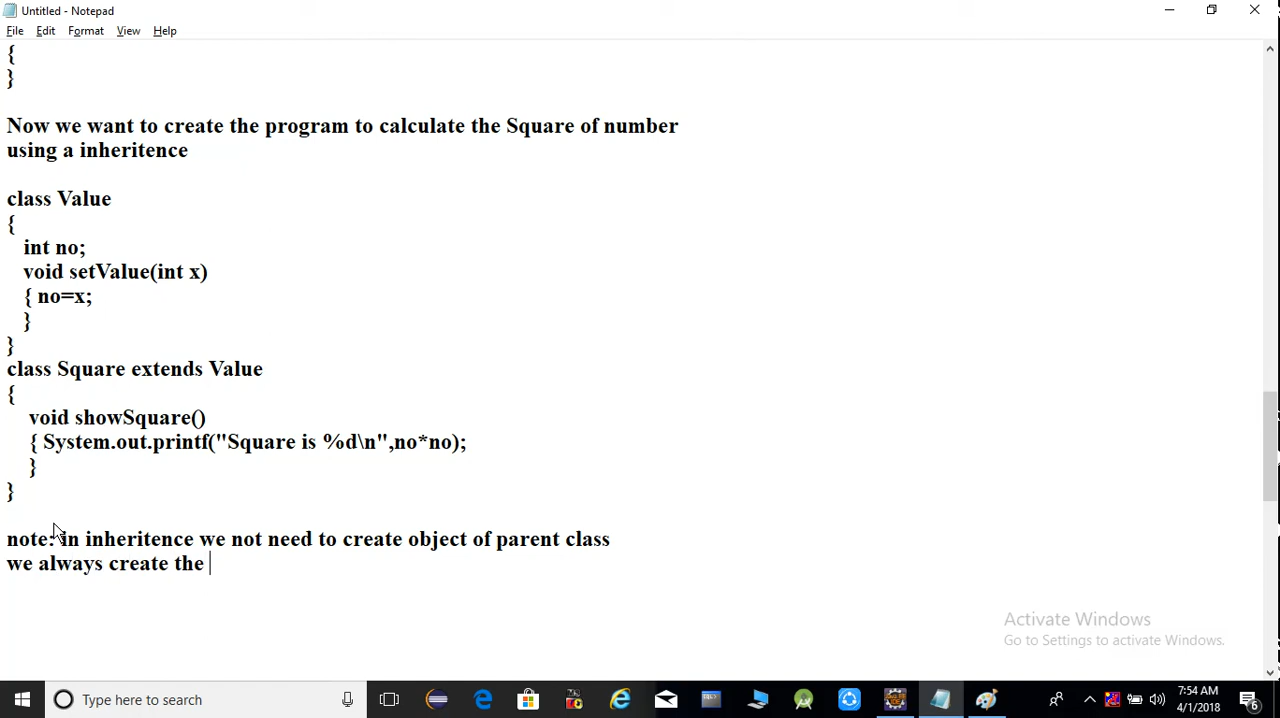 Untitled - Notepad
File Edit Format View Help
{
}
Now we want to create the program to calculate the Square of number
using a inheritence
class Value
{
int no;
void setValue(int x)
{ no=x;
}
}
class Square extends Value
{
void showSquare()
{ System.out.printf("Square is %d\n",no*no);
}
}
note: in inheritence we not need to create object of parent class
we always create the
Activate Windows
Go to Settings to activate Windows.
Type here to search
7:54 AM
4/1/2018
6